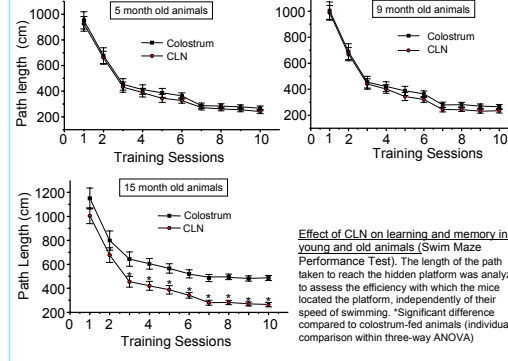 5 month old animals
1000
800
600
400
200
Path length (cm)
Colostrum
CLN
0 1 2 4 6 8 10
Training Sessions
9 month old animals
1000
800
600
400
200
Colostrum
CLN
0 1 2 4 6 8 10
Training Sessions
15 month old animals
1200
1000
800
600
400
200
Path Length (cm)
Colostrum
CLN
* * * * * * * *
0 1 2 4 6 8 10
Training Sessions
Effect of CLN on learning and memory in
young and old animals (Swim Maze
Performance Test). The length of the path
taken to reach the hidden platform was analyz
to assess the efficiency with which the mice
located the platform, independently of their
speed of swimming. *Significant difference
compared to colostrum-fed animals (individua
comparison within three-way ANOVA)